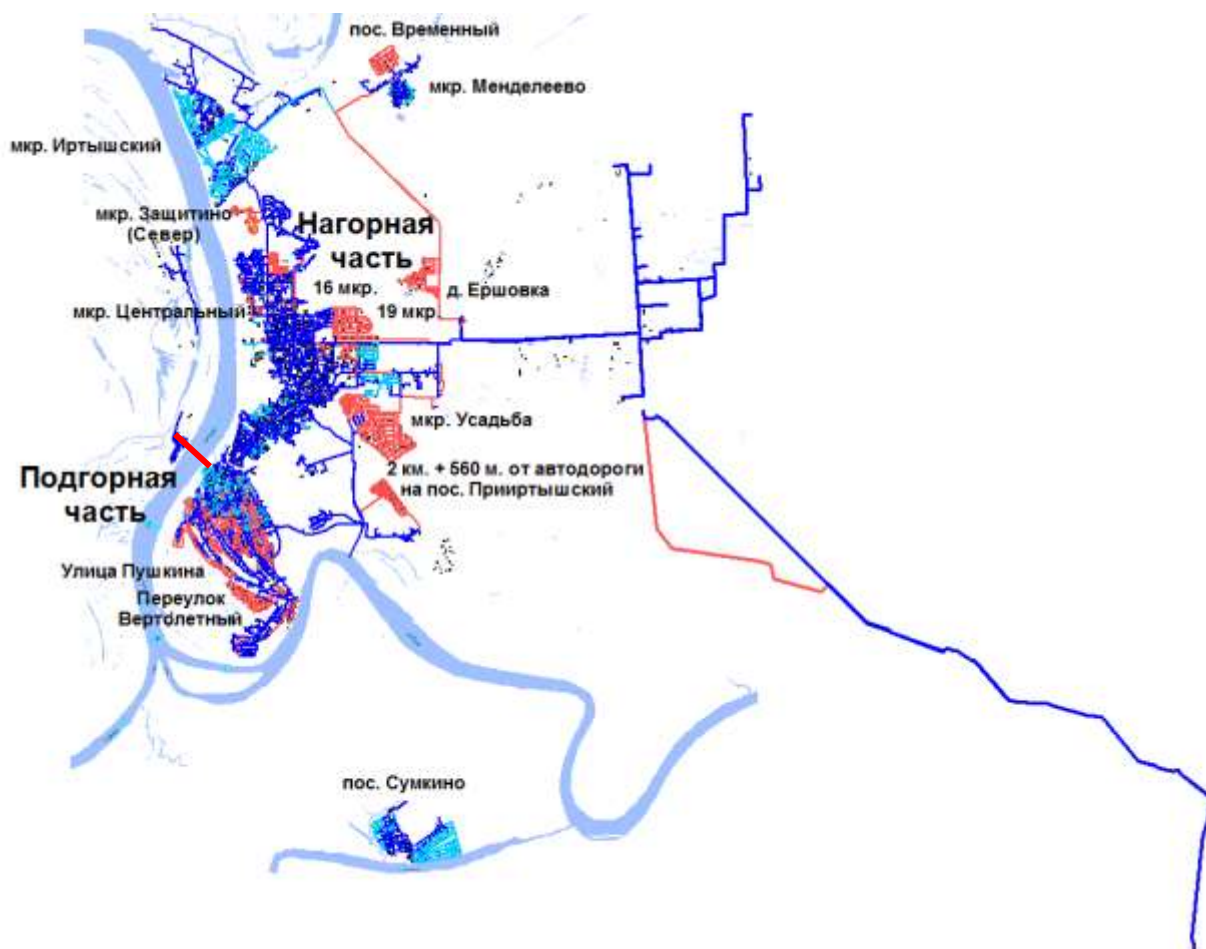 пос. Временный
мкр. Менделеево
мкр. Иртышский
мкр. Защитино
(Север)
Нагорная
часть
16 мкр.
д. Ершовка
мкр. Центральный
19 мкр.
мкр. Усадьба
2 км. + 560 м. от автодороги
на пос. Прииртышский
Подгорная
часть
Улица Пушкина
Переулок
Вертолетный
пос. Сумкино